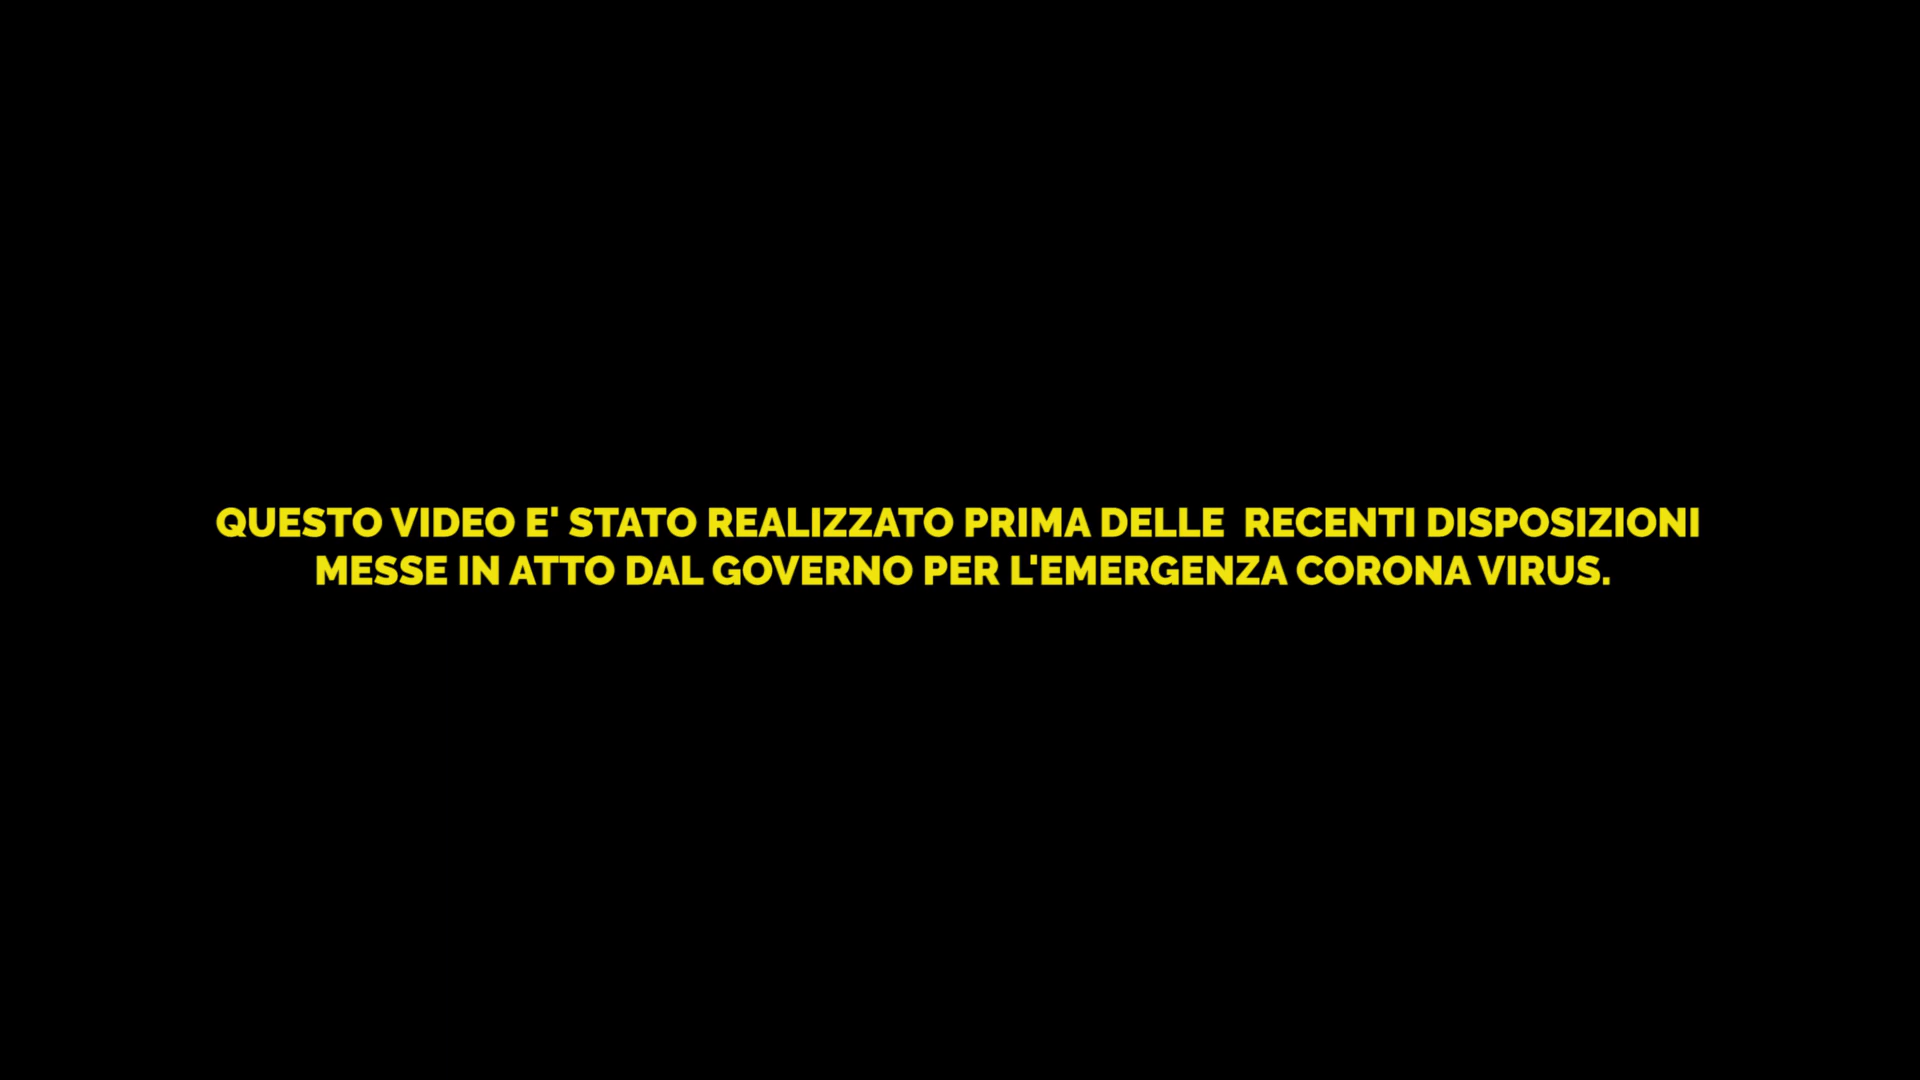 QUESTO VIDEO E' STATO REALIZZATO PRIMA DELLE  RECENTI DISPOSIZIONI
MESSE IN ATTO DAL GOVERNO PER L'EMERGENZA CORONA VIRUS.